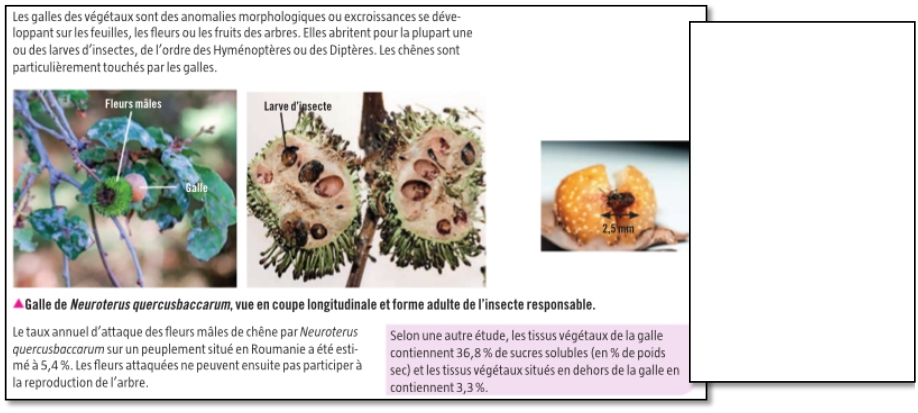 Les galles des végétaux sont des anomalies morphologiques ou excroissances se déve-
loppant sur les feuilles, les fleurs ou les fruits des arbres. Elles abritent pour la plupart une
ou des larves d'insectes, de l'ordre des Hyménoptères ou des Diptères. Les chênes sont
particulièrement touchés par les galles.
Fleurs mâles
Galle
Larve d'insecte
2,5 mm
▲Galle de Neuroterus quercusbaccarum, vue en coupe longitudinale et forme adulte de l'insecte responsable.
Le taux annuel d'attaque des fleurs mâles de chêne par Neuroterus
quercusbaccarum sur un peuplement situé en Roumanie a été esti-
mé à 5,4 %. Les fleurs attaquées ne peuvent ensuite pas participer à
la reproduction de l'arbre.
Selon une autre étude, les tissus végétaux de la galle
contiennent 36,8 % de sucres solubles (en % de poids
sec) et les tissus végétaux situés en dehors de la galle en
contiennent 3,3 %.